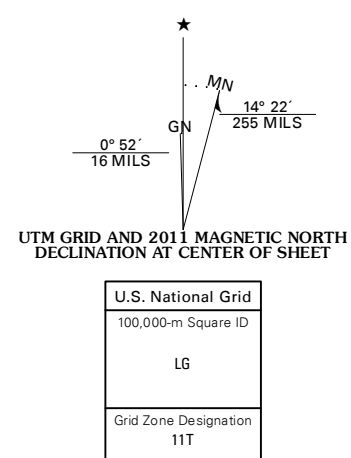 ★
MN
GN
14° 22´
255 MILS
0° 52´
16 MILS
UTM GRID AND 2011 MAGNETIC NORTH
DECLINATION AT CENTER OF SHEET
U.S. National Grid
100,000-m Square ID
LG
Grid Zone Designation
11T